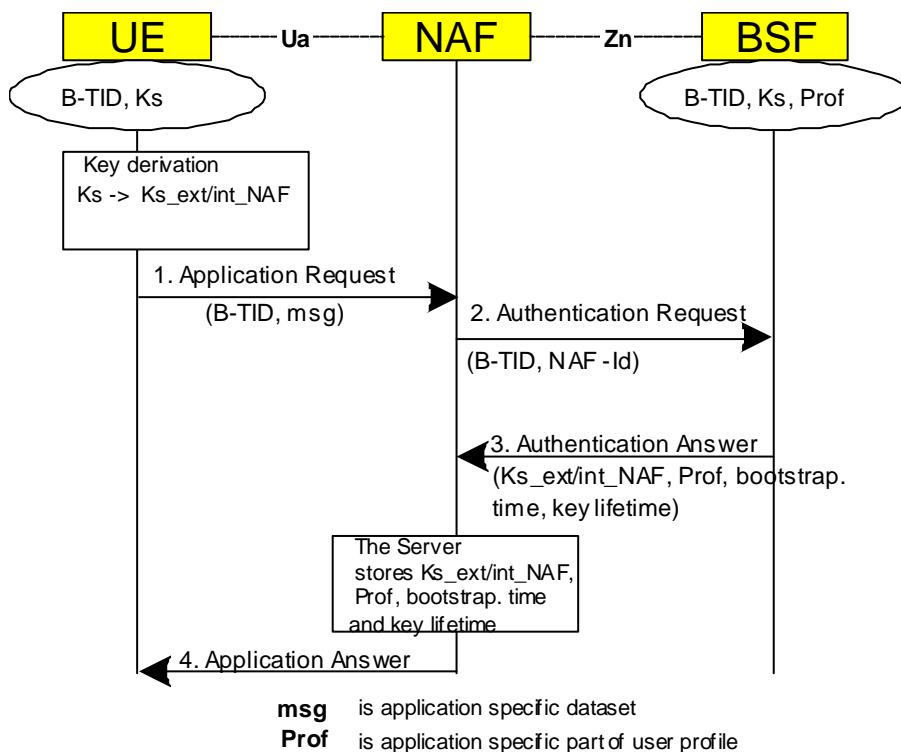 UE Ua NAF Zn BSF
B-TID, Ks
B-TID, Ks, Prof
Key derivation
Ks -> Ks_ext/int_NAF
1. Application Request
(B-TID, msg)
2. Authentication Request
(B-TID, NAF -Id)
3. Authentication Answer
(Ks_ext/int_NAF, Prof, bootstrap.
time, key lifetime)
The Server
stores Ks_ext/int_NAF,
Prof, bootstrap. time
and key lifetime
4. Application Answer
msg is application specific dataset
Prof is application specific part of user profile